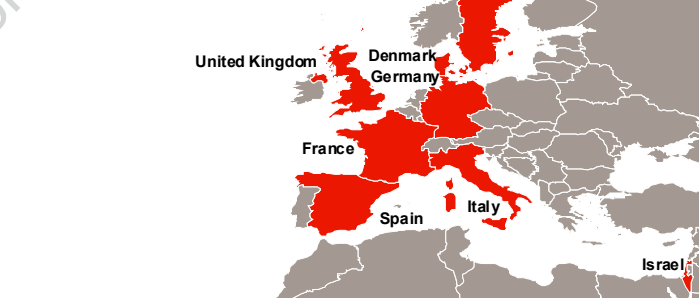 Denmark
United Kingdom
Germany
France
Italy
Spain
Israel